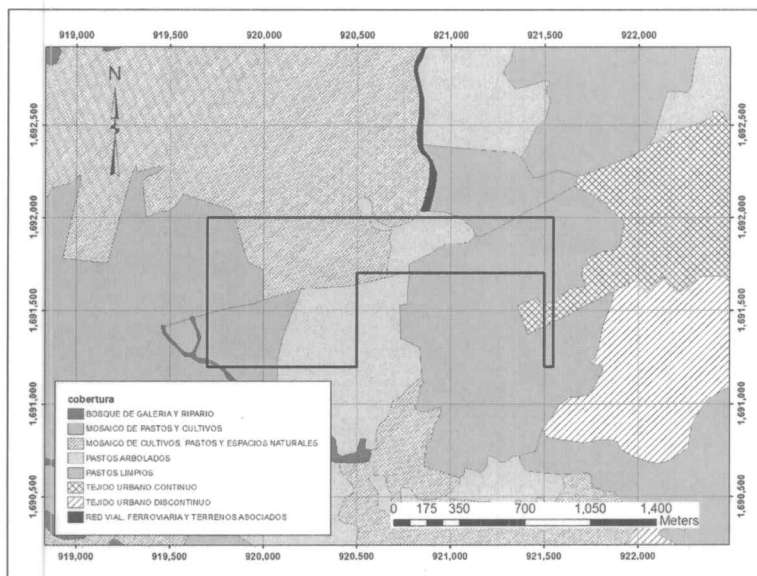 919,000 919,500 920,000 920,500 921,000 921,500 922,000
N
1,692,500 1,692,500
1,692,000 1,692,000
1,691,500 1,691,500
1,691,000 1,691,000
1,690,500 1,690,500
cobertura
BOSQUE DE GALERIA Y RIPARIO
MOSAICO DE PASTOS Y CULTIVOS
MOSAICO DE CULTIVOS, PASTOS Y ESPACIOS NATURALES
PASTOS ARBOLADOS
PASTOS LIMPIOS
TEJIDO URBANO CONTINUO
TEJIDO URBANO DISCONTINUO
RED VIAL, FERROVIARIA Y TERRENOS ASOCIADOS
0 175 350 700 1,050 1,400
Meters
919,000 919,500 920,000 920,500 921,000 921,500 922,000